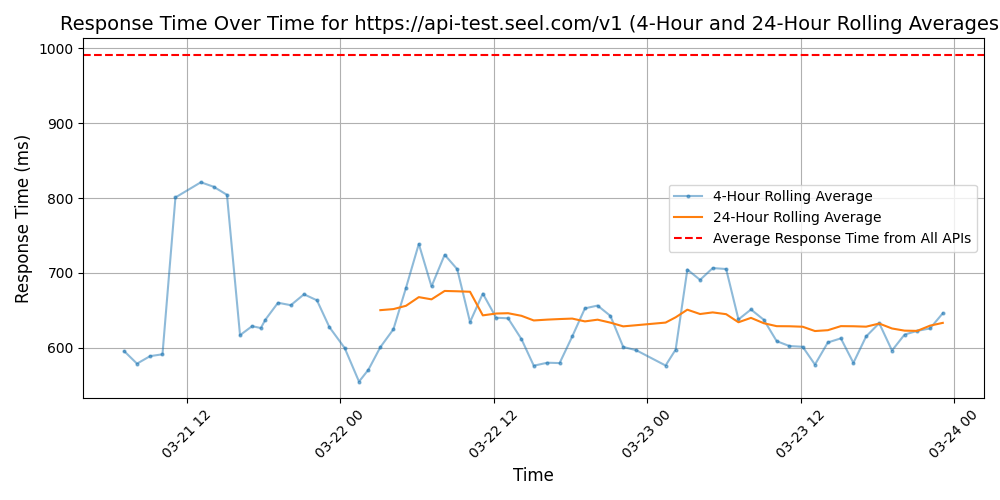 Response Time Over Time for https://api-test.seel.com/v1 (4-Hour and 24-Hour Rolling Averages
Response Time (ms)
1000
900
800
700
600
4-Hour Rolling Average
24-Hour Rolling Average
Average Response Time from All APIs
03-21 12
03-22 00
03-22 12
03-23 00
03-23 12
03-24 00
Time